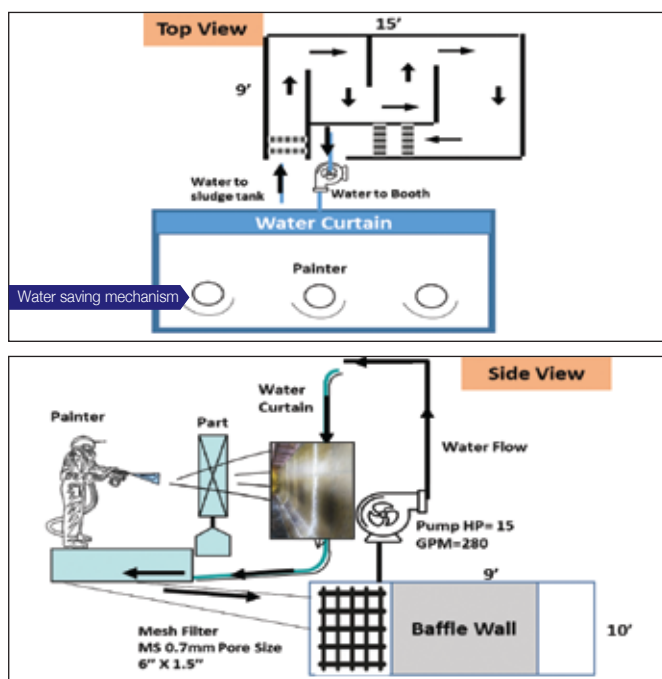 Top View
15'
9'
Water to
sludge tank
Water to Booth
Water Curtain
Painter
Water saving mechanism
Side View
Painter
Part
Water
Curtain
Water Flow
Pump HP= 15
GPM=280
9'
Mesh Filter
MS 0.7mm Pore Size
6" X 1.5"
Baffle Wall
10'